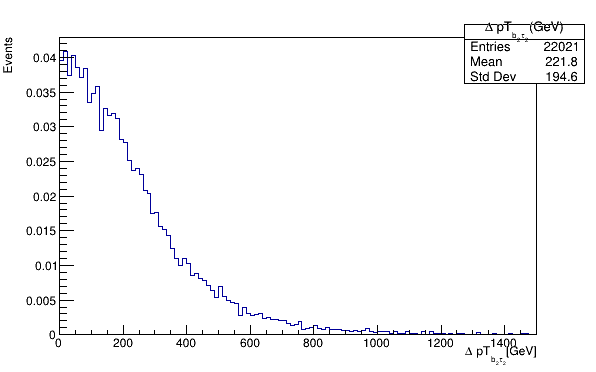 Δ pT_{b₂τ₂}(GeV)
Entries 22021
Mean 221.8
Std Dev 194.6
Events
0.04
0.035
0.03
0.025
0.02
0.015
0.01
0.005
0
0 200 400 600 800 1000 1200 1400
Δ pT_{b₂τ₂}[GeV]